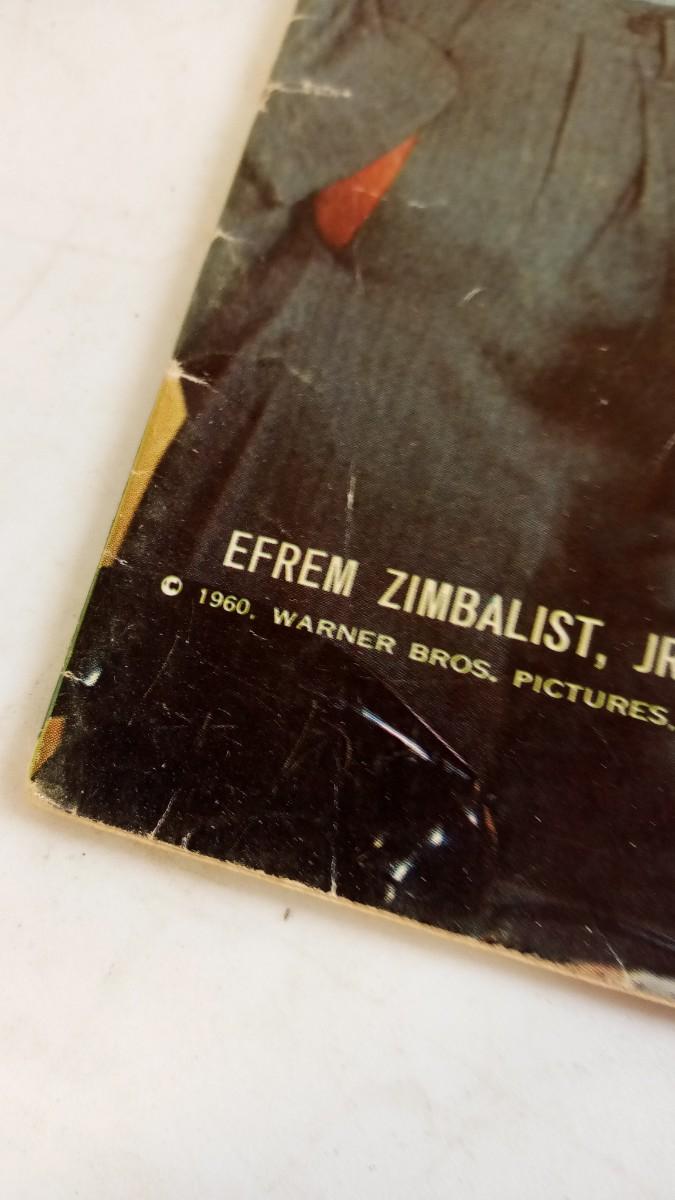 EFREM ZIMBALIST, JR
© 1960. WARNER BROS. PICTURES.